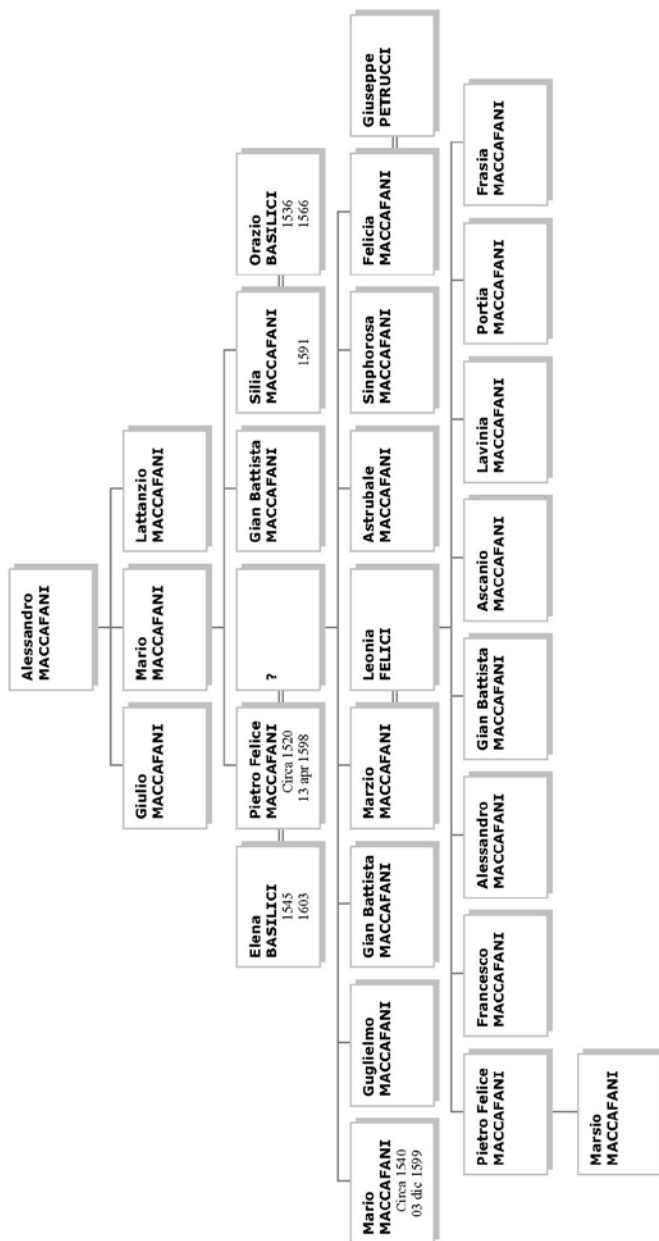 Alessandro
MACCAFANI
Giulio
MACCAFANI
Mario
MACCAFANI
Lattanzio
MACCAFANI
Elena
BASILICI
1545
1603
Pietro Felice
MACCAFANI
Circa 1520
13 apr 1598
?
Gian Battista
MACCAFANI
Silia
MACCAFANI
1591
Orazio
BASILICI
1536
1566
Mario
MACCAFANI
Circa 1540
03 dic 1599
Guglielmo
MACCAFANI
Gian Battista
MACCAFANI
Marzio
MACCAFANI
Leonia
FELICI
Astrubale
MACCAFANI
Sinphorosa
MACCAFANI
Felicia
MACCAFANI
Giuseppe
PETRUCCI
Pietro Felice
MACCAFANI
Francesco
MACCAFANI
Alessandro
MACCAFANI
Gian Battista
MACCAFANI
Ascanio
MACCAFANI
Lavinia
MACCAFANI
Portia
MACCAFANI
Frasia
MACCAFANI
Marsio
MACCAFANI